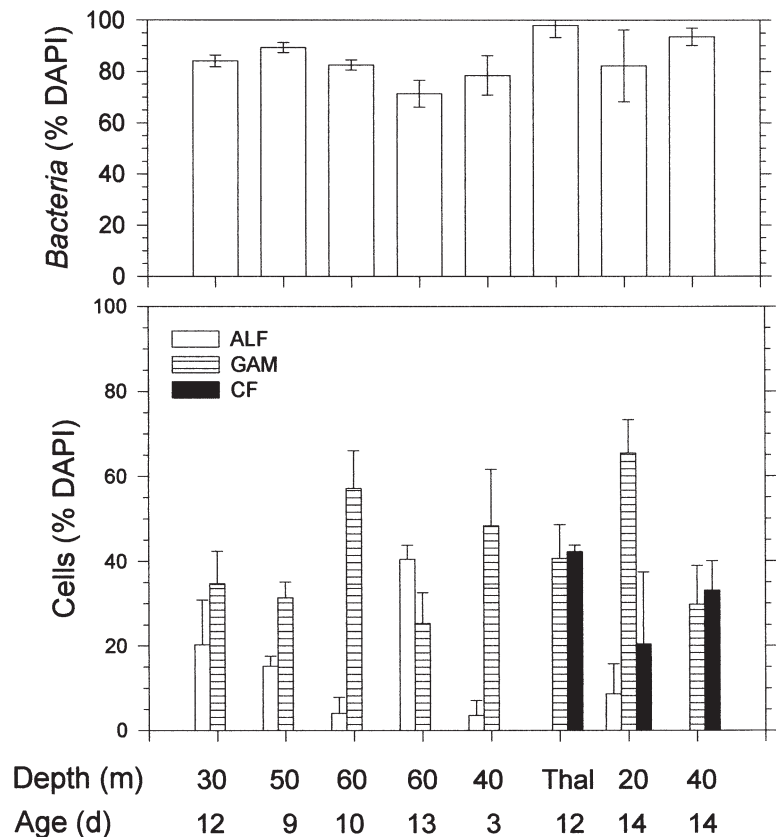 Bacteria (% DAPI)
100
80
60
40
20
0
Cells (% DAPI)
100
80
60
40
20
0
ALF
GAM
CF
Depth (m) 30 50 60 60 40 Thal 20 40
Age (d) 12 9 10 13 3 12 14 14